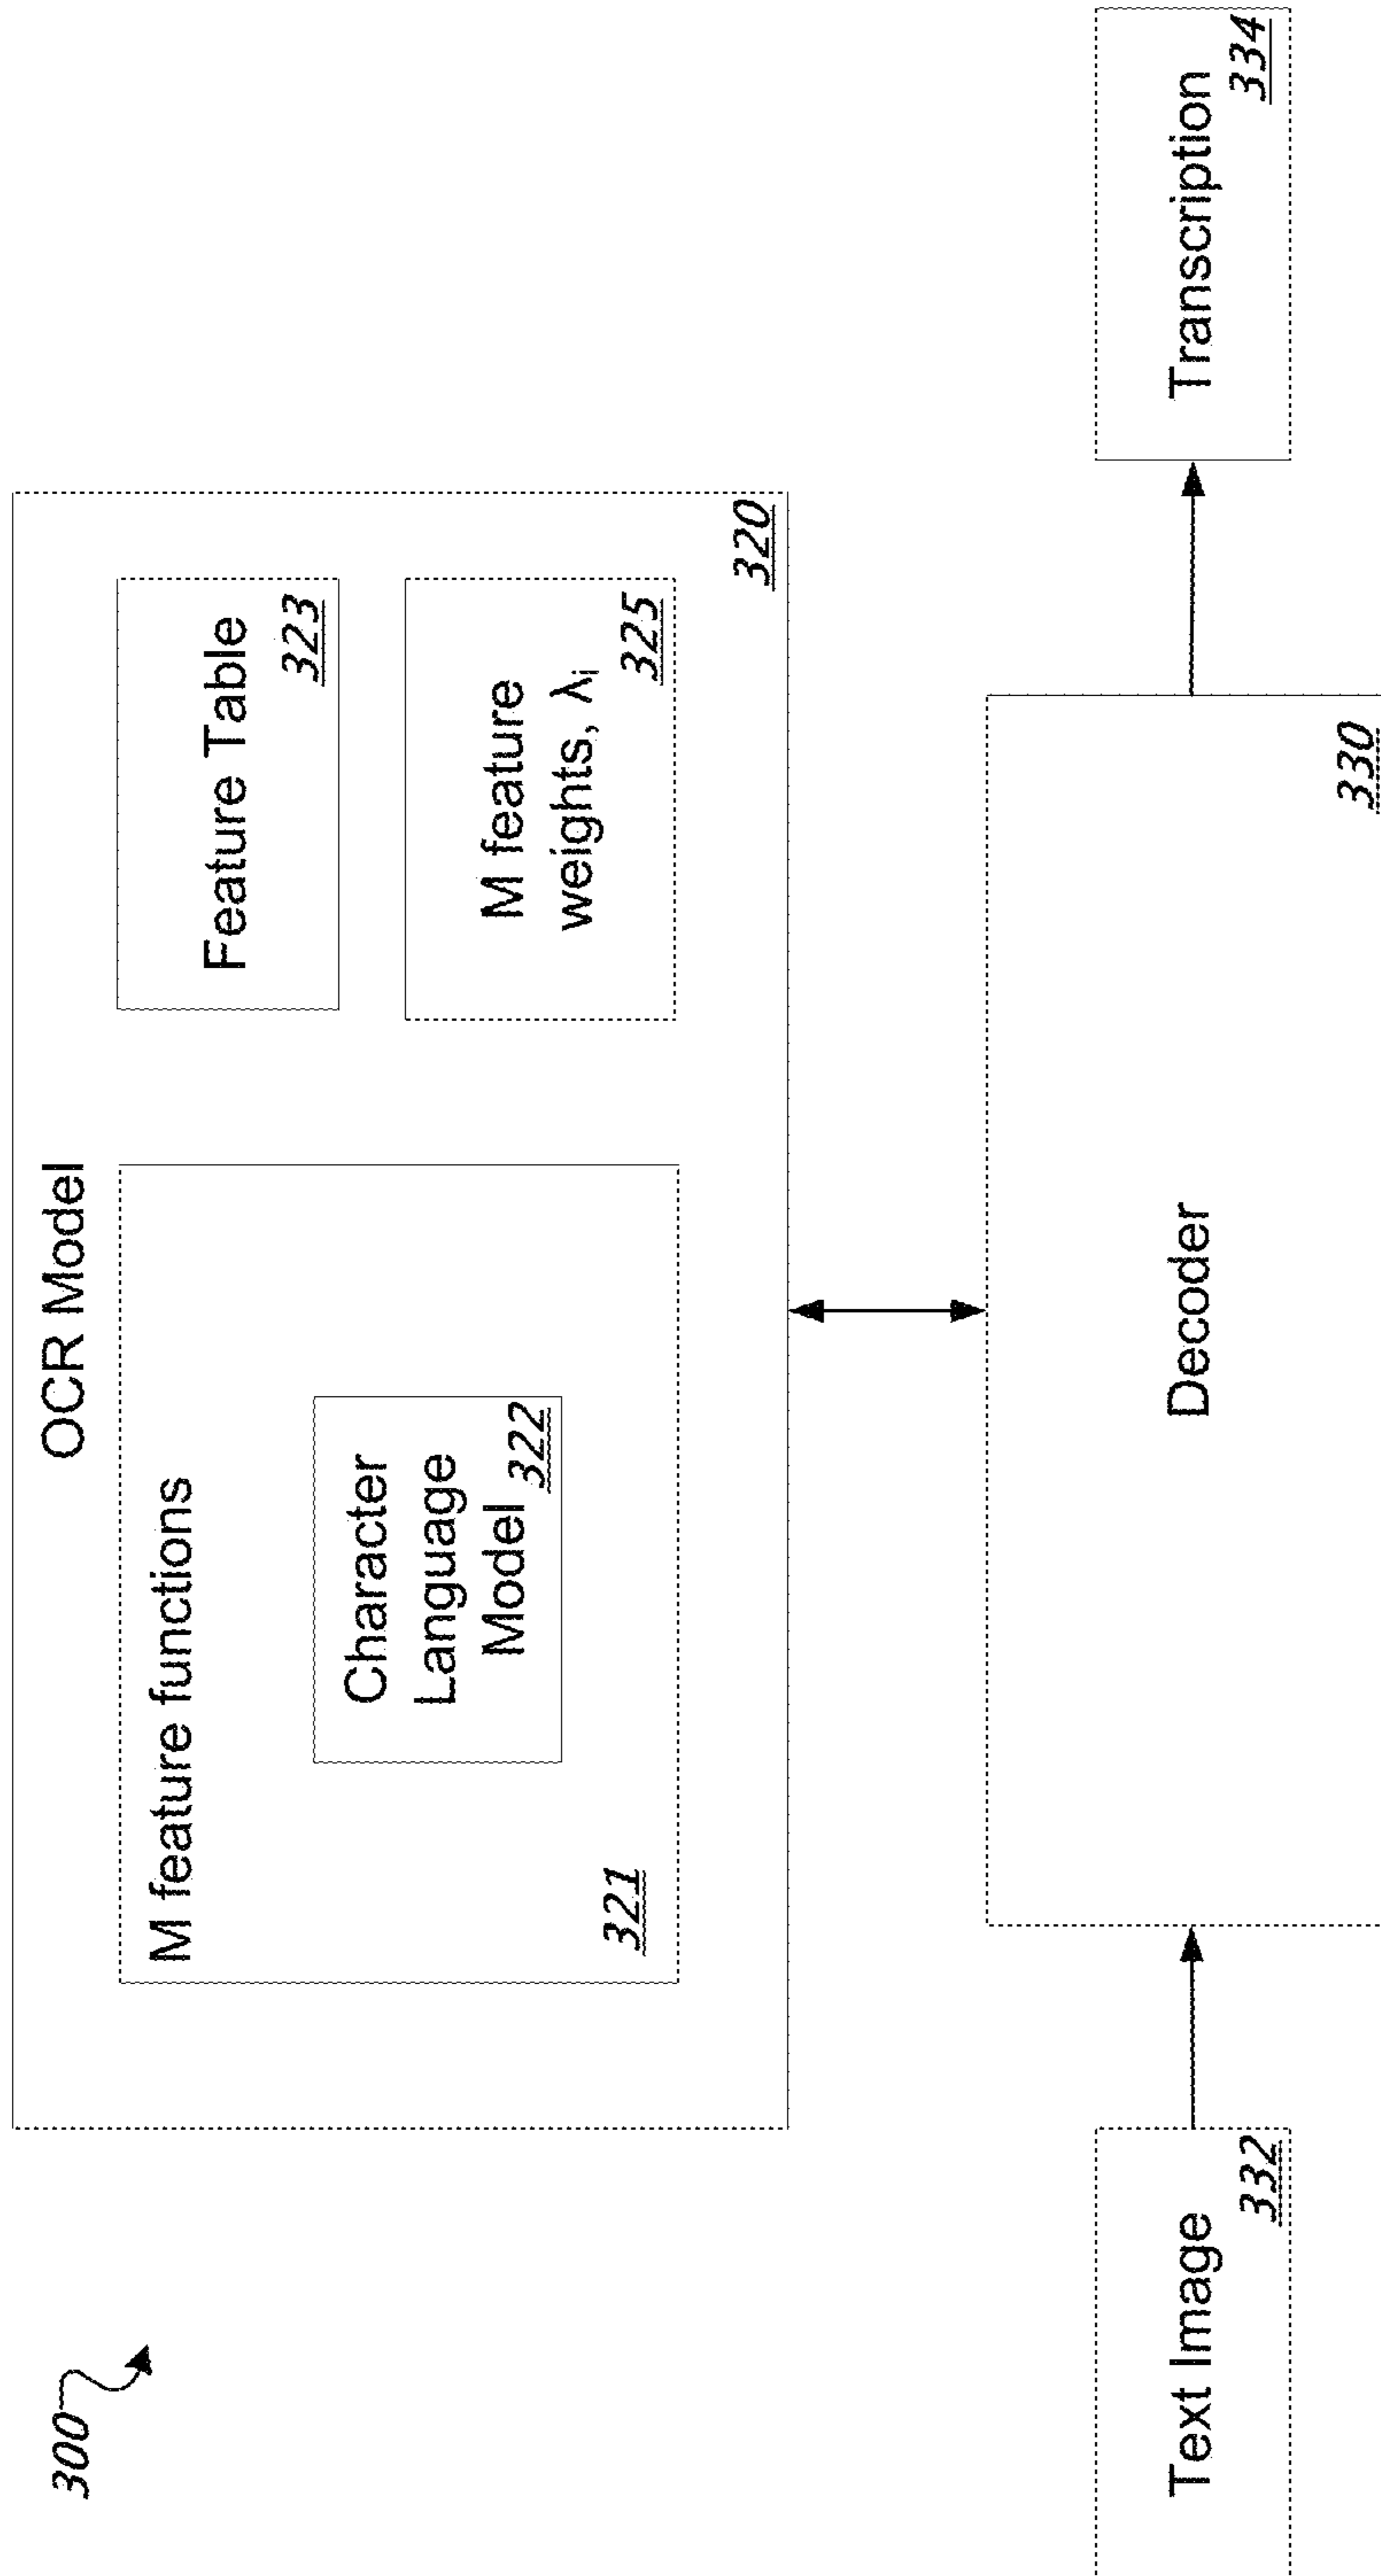 300
OCR Model
M feature functions
Character
Language
Model 322
321
Feature Table
323
M feature
weights, λi
325
320
Text Image
332
Decoder
330
Transcription
334